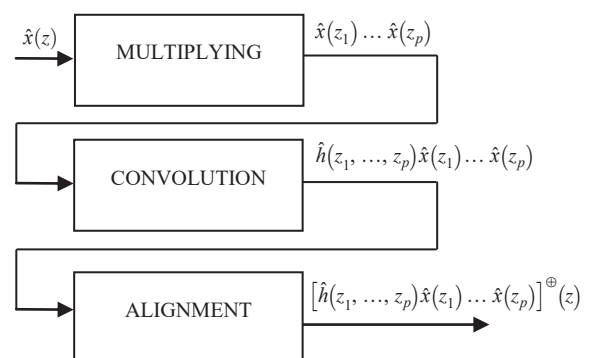 x̂(z)
MULTIPLYING
x̂(z₁) … x̂(zₚ)
CONVOLUTION
ĥ(z₁, …, zₚ)x̂(z₁) … x̂(zₚ)
ALIGNMENT
[ĥ(z₁, …, zₚ)x̂(z₁) … x̂(zₚ)]^⊕(z)